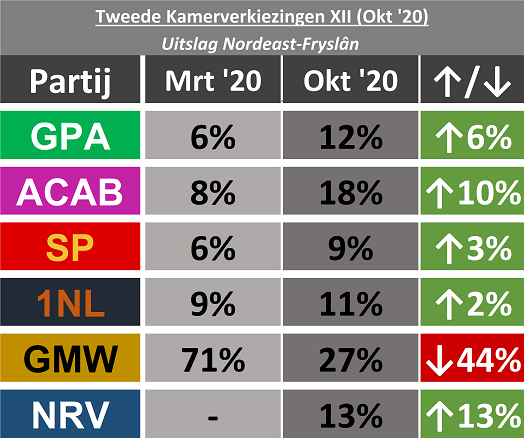 Tweede Kamerverkiezingen XII (Okt '20)
Uitslag Nordeast-Fryslân
Partij Mrt '20 Okt '20 ↑/↓
GPA 6% 12% ↑6%
ACAB 8% 18% ↑10%
SP 6% 9% ↑3%
1NL 9% 11% ↑2%
GMW 71% 27% ↓44%
NRV - 13% ↑13%